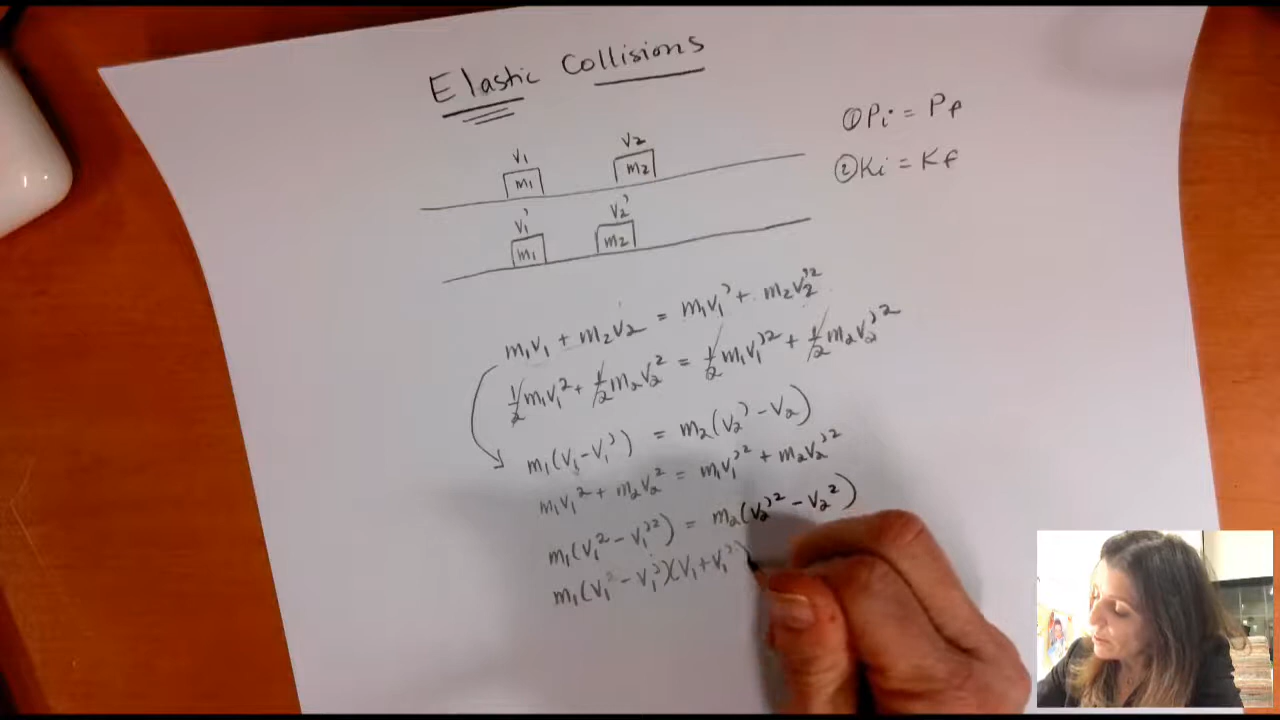 Elastic Collisions
① Pi = Pf
② Ki = Kf
v₁ v₂
m₁ m₂
v₁' v₂'
m₁ m₂
m₁v₁ + m₂v₂ = m₁v₁' + m₂v₂'²
½m₁v₁² + ½m₂v₂² = ½m₁v₁'² + ½m₂v₂'²
m₁(v₁ - v₁') = m₂(v₂' - v₂)
m₁v₁² + m₂v₂² = m₁v₁'² + m₂v₂'²
m₁(v₁² - v₁'²) = m₂(v₂'² - v₂²)
m₁(v₁ - v₁')(v₁ + v₁')